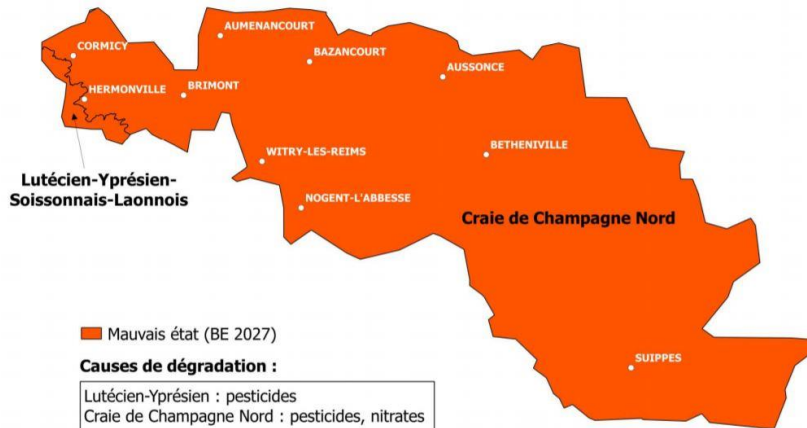 AUMENANCOURT
CORMICY
BAZANCOURT
AUSSONCE
HERMONVILLE
BRIMONT
WITRY-LES-REIMS
BETHENIVILLE
Lutécien-Yprésien-
Soissonnais-Laonnois
NOGENT-L'ABBESSE
Craie de Champagne Nord
Mauvais état (BE 2027)
SUIPPES
Causes de dégradation :
Lutécien-Yprésien : pesticides
Craie de Champagne Nord : pesticides, nitrates